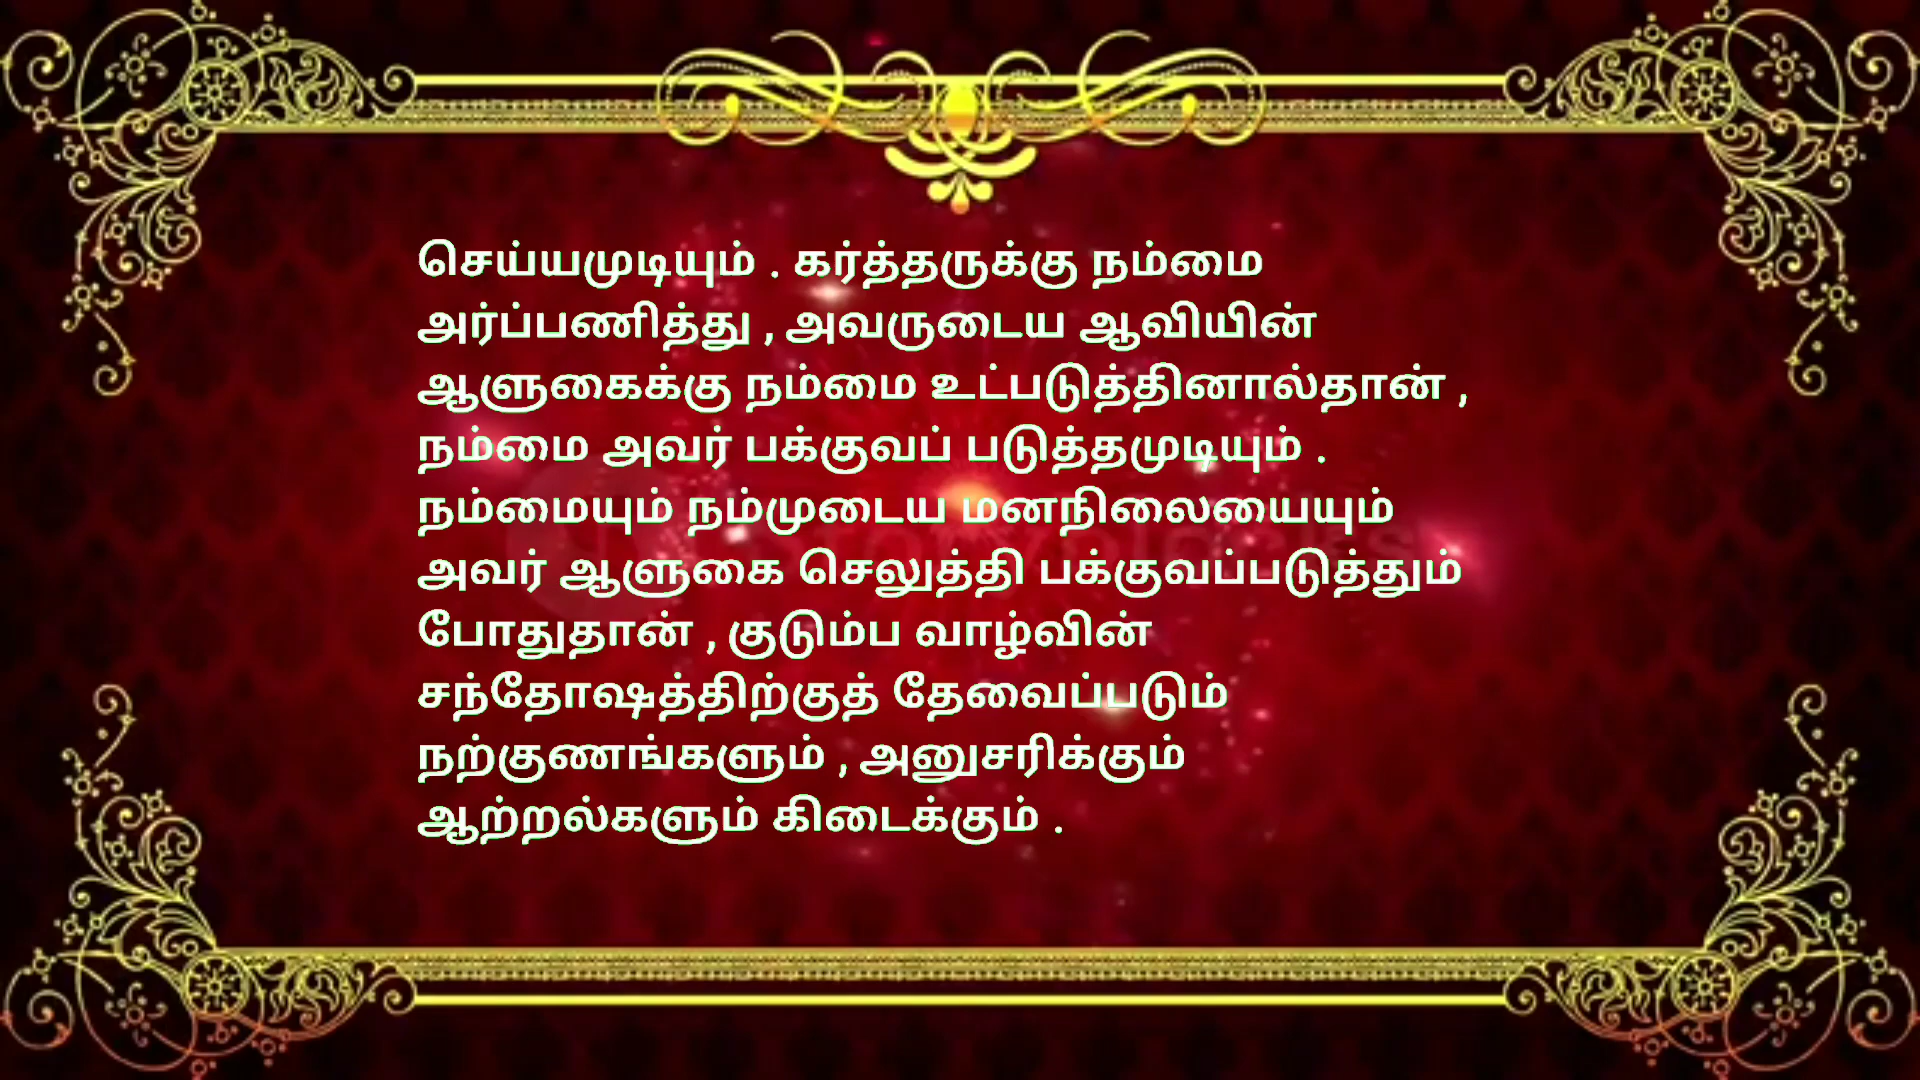 செய்யமுடியும் . கர்த்தருக்கு நம்மை
அர்ப்பணித்து , அவருடைய ஆவியின்
ஆளுகைக்கு நம்மை உட்படுத்தினால்தான் ,
நம்மை அவர் பக்குவப் படுத்தமுடியும் .
நம்மையும் நம்முடைய மனநிலையையும்
அவர் ஆளுகை செலுத்தி பக்குவப்படுத்தும்
போதுதான் , குடும்ப வாழ்வின்
சந்தோஷத்திற்குத் தேவைப்படும்
நற்குணங்களும் , அனுசரிக்கும்
ஆற்றல்களும் கிடைக்கும் .